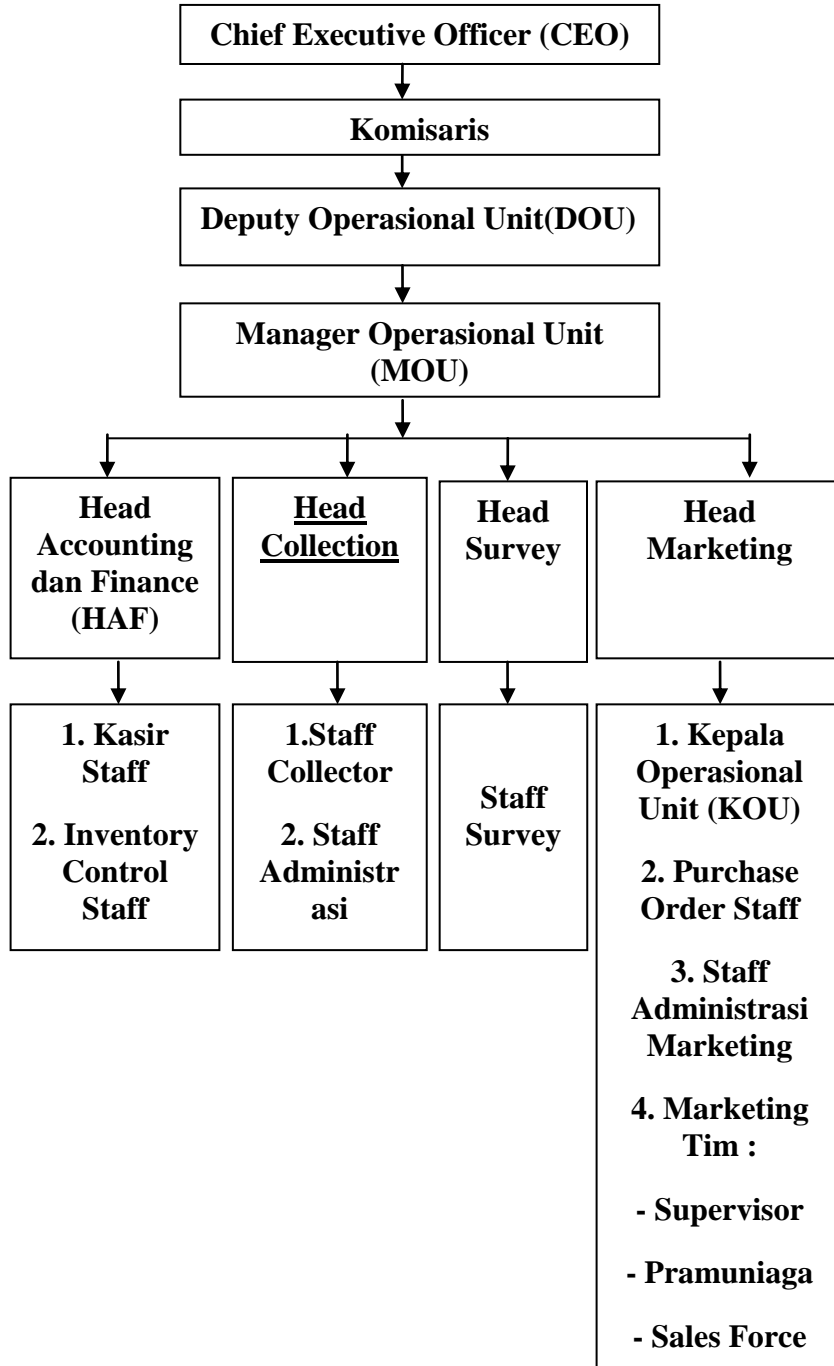 Chief Executive Officer (CEO)
Komisaris
Deputy Operasional Unit(DOU)
Manager Operasional Unit
(MOU)
Head
Accounting
dan Finance
(HAF)
Head
Collection
Head
Survey
Head
Marketing
1. Kasir
Staff
2. Inventory
Control
Staff
1.Staff
Collector
2. Staff
Administr
asi
Staff
Survey
1. Kepala
Operasional
Unit (KOU)
2. Purchase
Order Staff
3. Staff
Administrasi
Marketing
4. Marketing
Tim :
- Supervisor
- Pramuniaga
- Sales Force